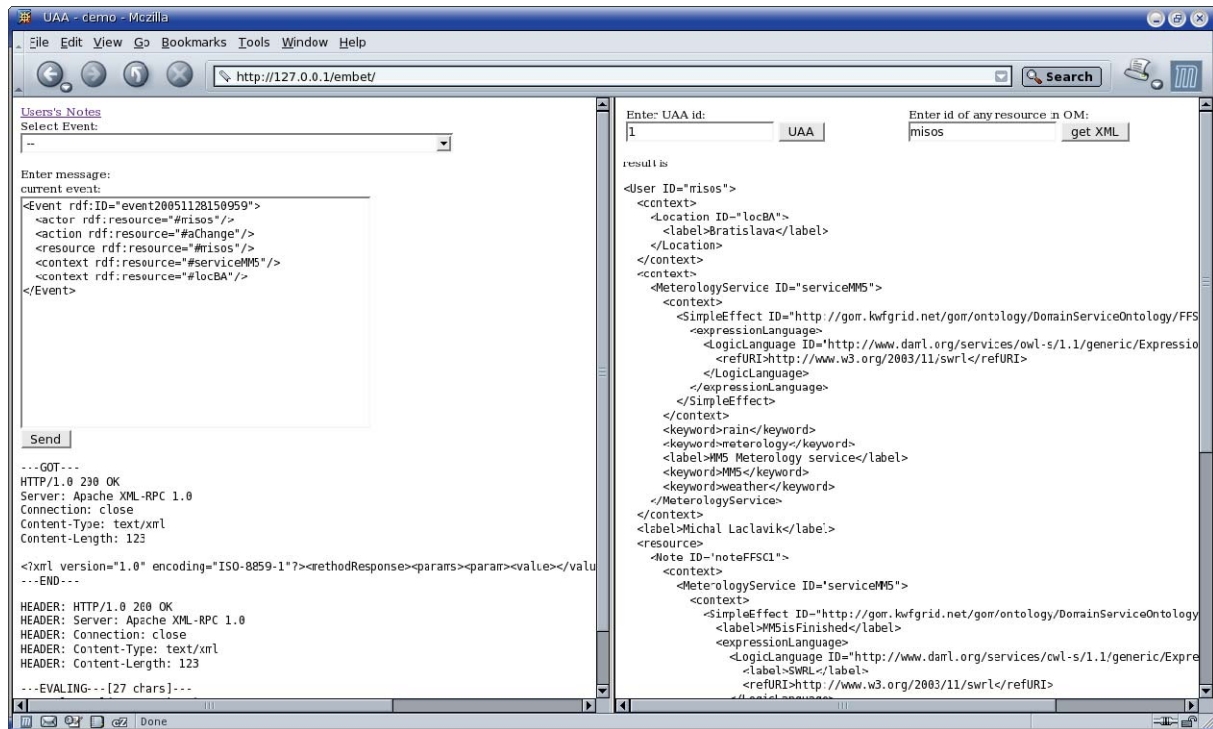 UAA - demo - Mozilla
File Edit View Go Bookmarks Tools Window Help
http://127.0.0.1/embet/
Search
Users's Notes
Select Event:
--
Enter message:
current event:
<Event rdf:ID="event20051128150959">
<actor rdf:resource="#misos"/>
<action rdf:resource="#aChange"/>
<resource rdf:resource="#misos"/>
<context rdf:resource="#serviceMM5"/>
<context rdf:resource="#locBA"/>
</Event>
Send
---GOT---
HTTP/1.0 200 OK
Server: Apache XML-RPC 1.0
Connection: close
Content-Type: text/xml
Content-Length: 123
<?xml version="1.0" encoding="ISO-8859-1"?><methodResponse><params><param><value></valu
---END---
HEADER: HTTP/1.0 200 OK
HEADER: Server: Apache XML-RPC 1.0
HEADER: Connection: close
HEADER: Content-Type: text/xml
HEADER: Content-Length: 123
---EVALING---[27 chars]---
Enter UAA id:
1 UAA
Enter id of any resource in OM:
misos get XML
result is
<User ID="misos">
<context>
<Location ID="locBA">
<label>Bratislava</label>
</Location>
</context>
<context>
<MeterologyService ID="serviceMM5">
<context>
<SimpleEffect ID="http://gom.kwfgrid.net/gom/ontology/DomainServiceOntology/FFS
<expressionLanguage>
<LogicLanguage ID="http://www.daml.org/services/owl-s/1.1/generic/Expressio
<refURI>http://www.w3.org/2003/11/swrl</refURI>
</LogicLanguage>
</expressionLanguage>
</SimpleEffect>
</context>
<keyword>rain</keyword>
<keyword>meterology</keyword>
<label>MM5 Meterology service</label>
<keyword>MM5</keyword>
<keyword>weather</keyword>
</MeterologyService>
</context>
<label>Michal Laclavik</label>
<resource>
<Note ID="noteFFSC1">
<context>
<MeterologyService ID="serviceMM5">
<context>
<SimpleEffect ID="http://gom.kwfgrid.net/gom/ontology/DomainServiceOntology
<label>MM5isFinished</label>
<expressionLanguage>
<LogicLanguage ID="http://www.daml.org/services/owl-s/1.1/generic/Expre
<label>SWRL</label>
<refURI>http://www.w3.org/2003/11/swrl</refURI>
</LogicLanguage>
Done